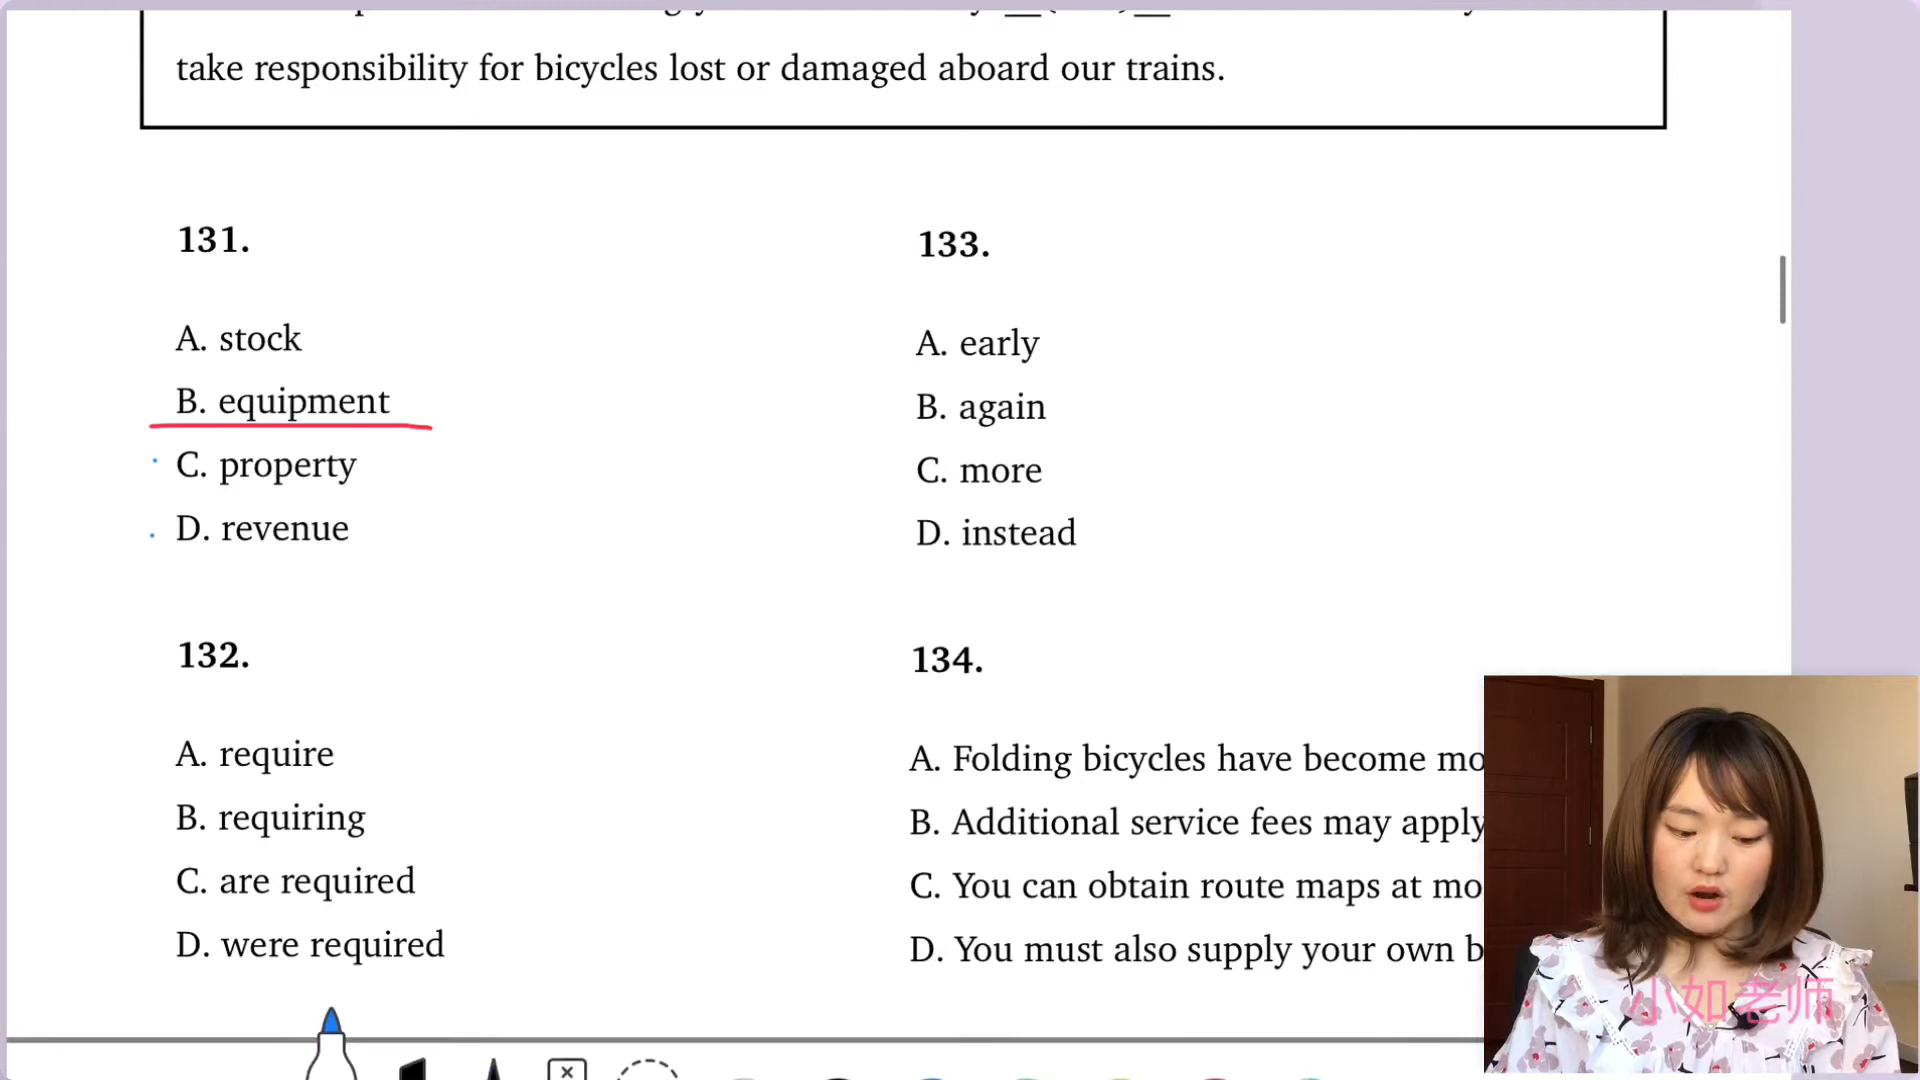 take responsibility for bicycles lost or damaged aboard our trains.
131.
A. stock
B. equipment
C. property
D. revenue
132.
A. require
B. requiring
C. are required
D. were required
133.
A. early
B. again
C. more
D. instead
134.
A. Folding bicycles have become mo
B. Additional service fees may apply
C. You can obtain route maps at mo
D. You must also supply your own b
小如老师